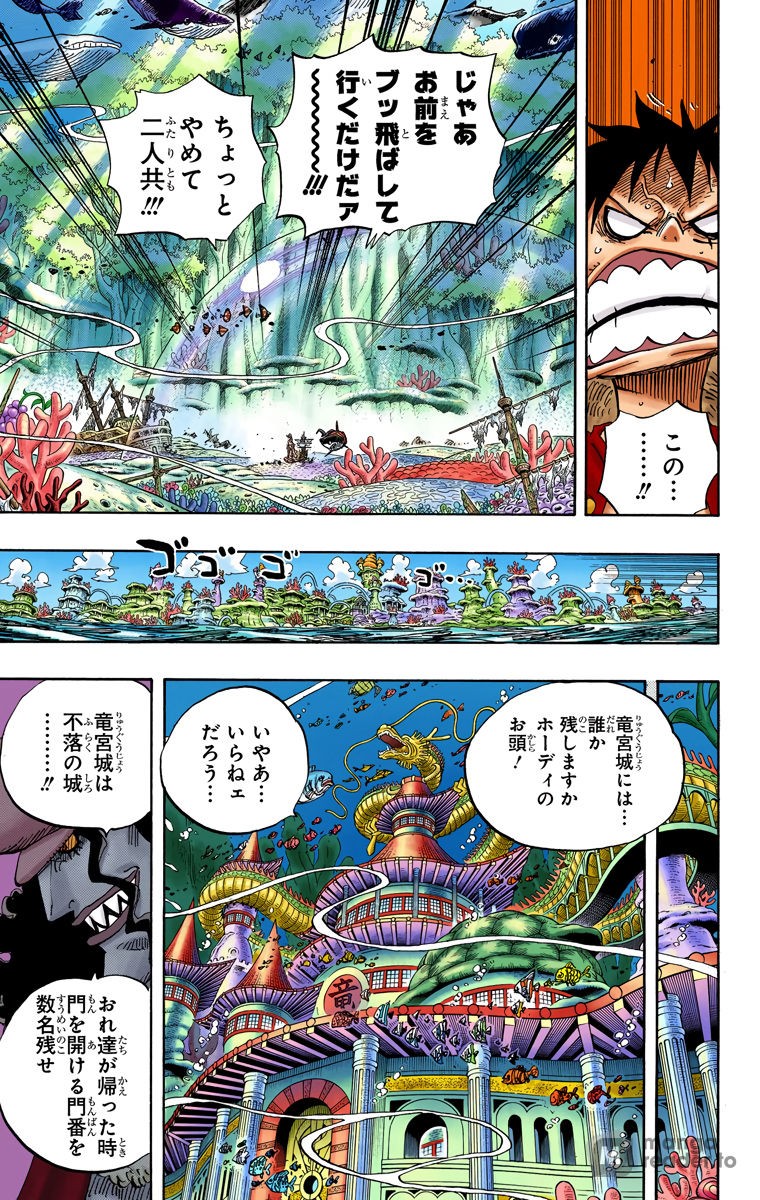 この…
……!!
じゃあ
お前を
ブッ飛ばして
行くだけだァ
〜〜〜〜!!!
ちょっと
やめて
二人共!!!
ゴゴゴ
ゴ…
竜宮城には…
誰か
残しますか
ホーディの
お頭!
いやあ…
いらねェ
だろう…
竜
竜宮城は
不落の城
………!!
おれ達が帰った時
門を開ける門番を
数名残せ
manga
recdento